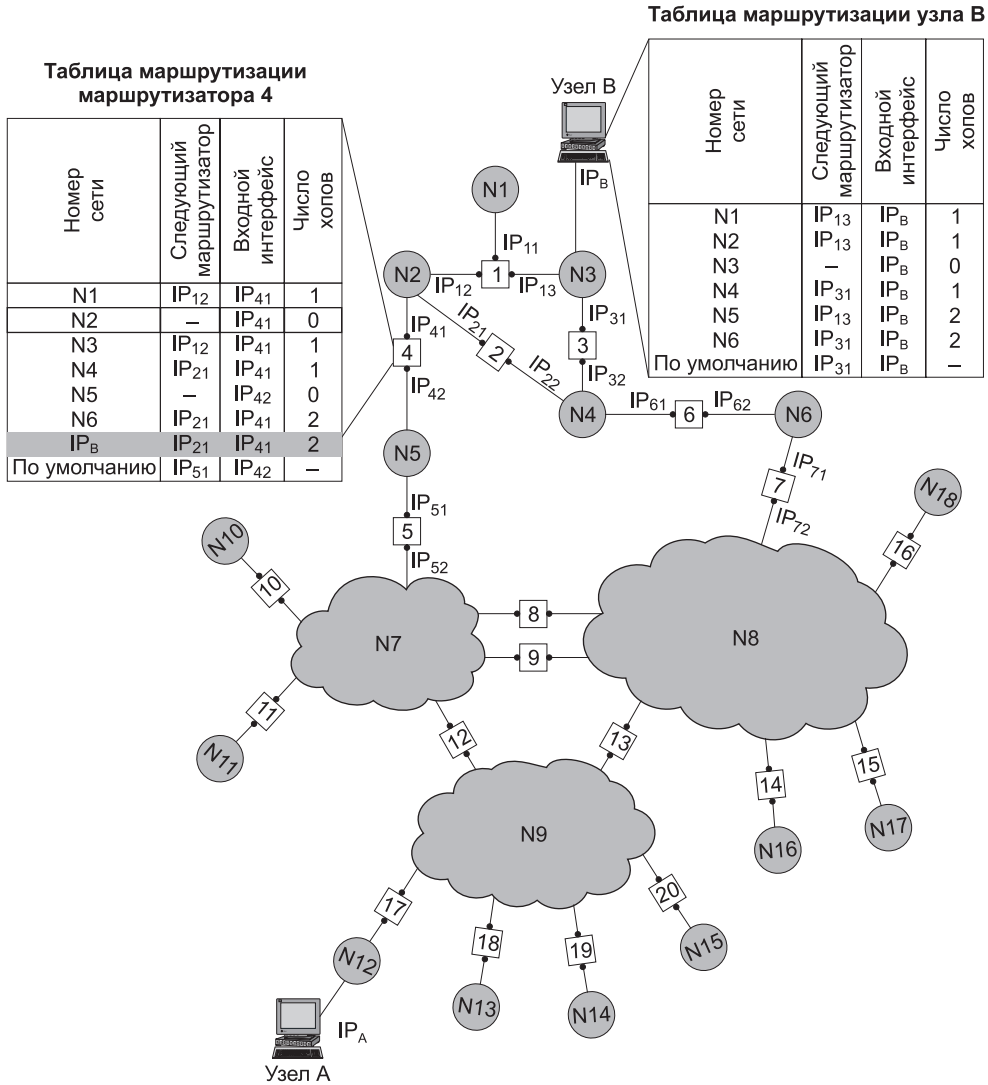 Таблица маршрутизации узла B
Номер сети | Следующий маршрутизатор | Входной интерфейс | Число хопов
N1 | IP13 | IPB | 1
N2 | IP13 | IPB | 1
N3 | – | IPB | 0
N4 | IP31 | IPB | 1
N5 | IP13 | IPB | 2
N6 | IP31 | IPB | 2
По умолчанию | IP31 | IPB | –
Таблица маршрутизации
маршрутизатора 4
Номер сети | Следующий маршрутизатор | Входной интерфейс | Число хопов
N1 | IP12 | IP41 | 1
N2 | – | IP41 | 0
N3 | IP12 | IP41 | 1
N4 | IP21 | IP41 | 1
N5 | – | IP42 | 0
N6 | IP21 | IP41 | 2
IPB | IP21 | IP41 | 2
По умолчанию | IP51 | IP42 | –
Узел B
IPB
N1
IP11
N2
IP12
1
IP13
N3
IP41
IP21
IP31
4
2
3
IP42
IP22
IP32
N4
IP61
6
IP62
N6
N5
IP71
7
IP72
IP51
5
IP52
N18
16
N10
10
N7
8
9
N8
11
N11
12
13
14
15
N16
N17
N9
17
18
19
20
N12
N13
N14
N15
IPA
Узел A